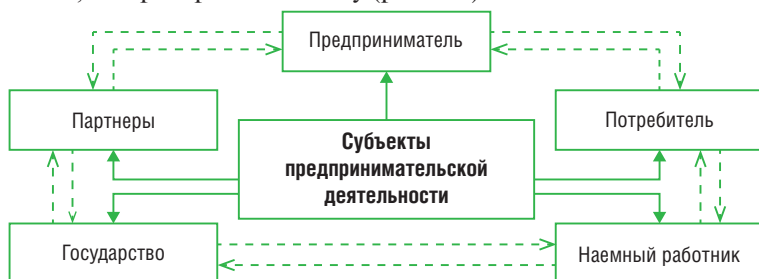 Предприниматель
Партнеры
Потребитель
Субъекты
предпринимательской
деятельности
Государство
Наемный работник